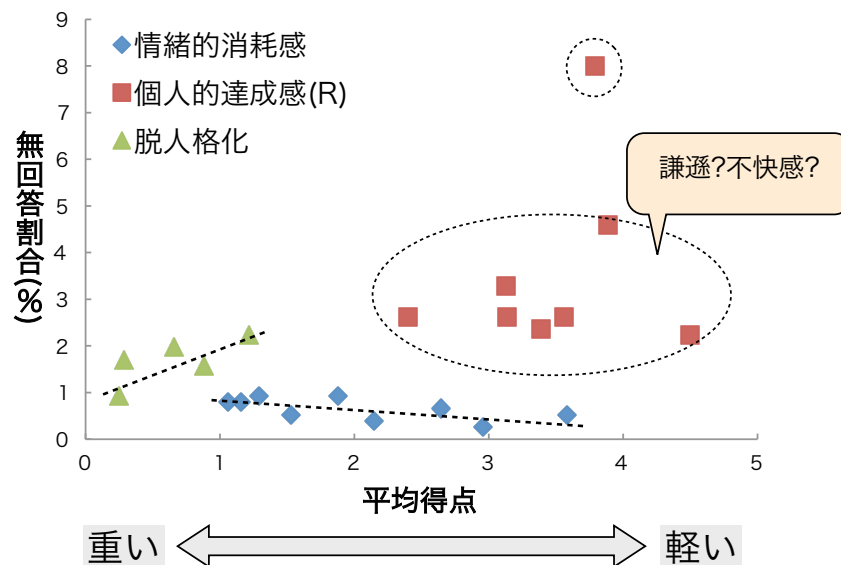 9
8
7
6
5
4
3
2
1
0
無回答割合(%)
情緒的消耗感
個人的達成感(R)
脱人格化
謙遜?不快感?
0 1 2 3 4 5
平均得点
重い 軽い